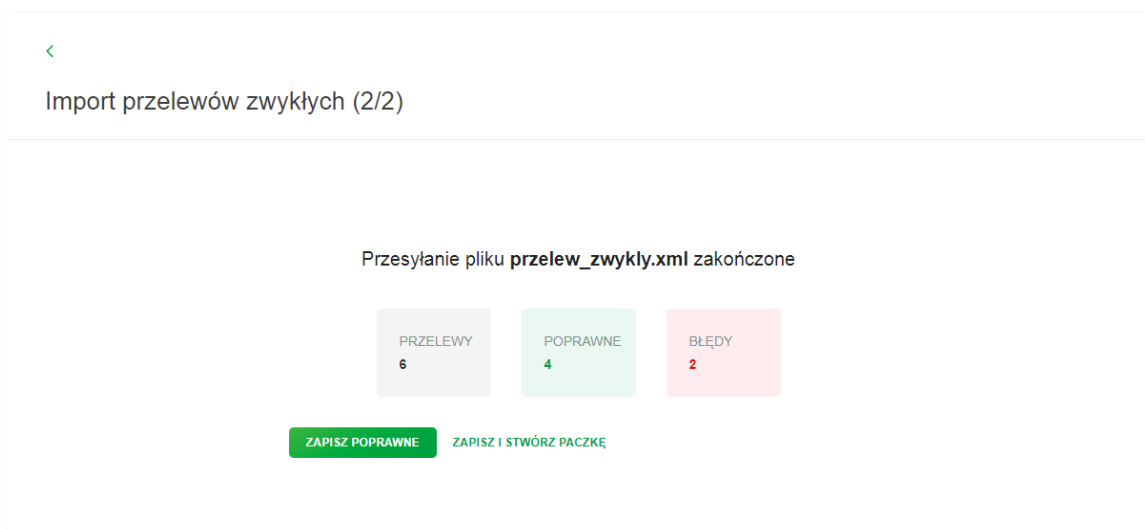 Import przelewów zwykłych (2/2)
Przesyłanie pliku przelew_zwykly.xml zakończone
PRZELEWY
6
POPRAWNE
4
BŁĘDY
2
ZAPISZ POPRAWNE
ZAPISZ I STWÓRZ PACZKĘ